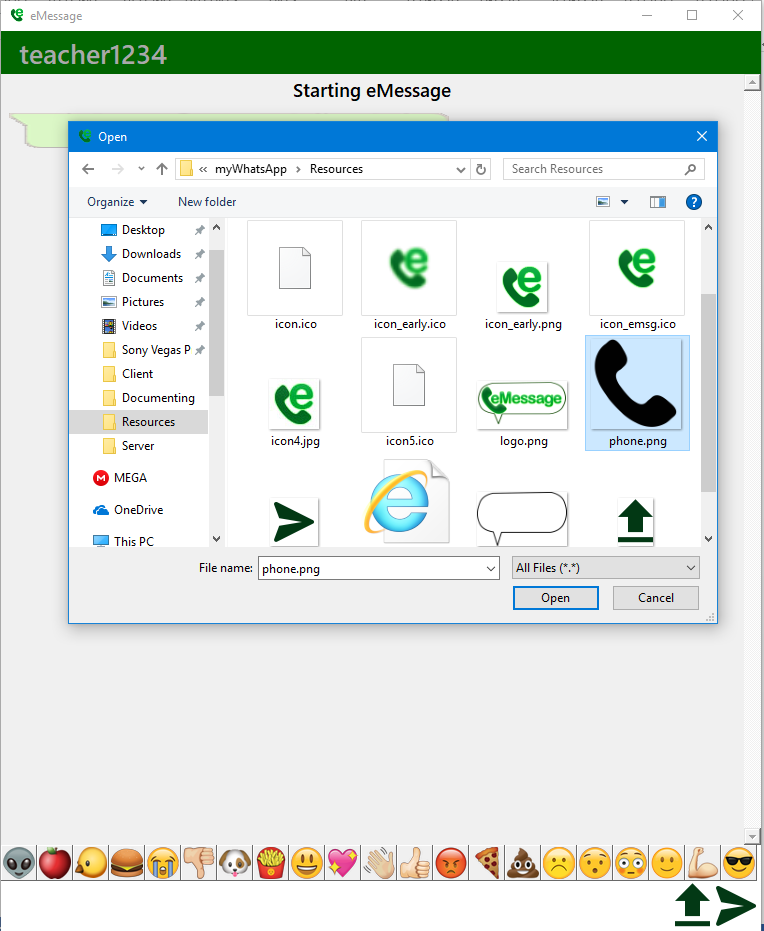 eMessage
teacher1234
Starting eMessage
Open
« myWhatsApp › Resources
Search Resources
Organize
New folder
?
Desktop
Downloads
Documents
Pictures
Videos
Sony Vegas P
Client
Documenting
Resources
Server
MEGA
OneDrive
This PC
icon.ico
icon_early.ico
icon_early.png
icon_emsg.ico
eMessage
icon4.jpg
icon5.ico
logo.png
phone.png
File name:
phone.png
All Files (*.*)
Open
Cancel